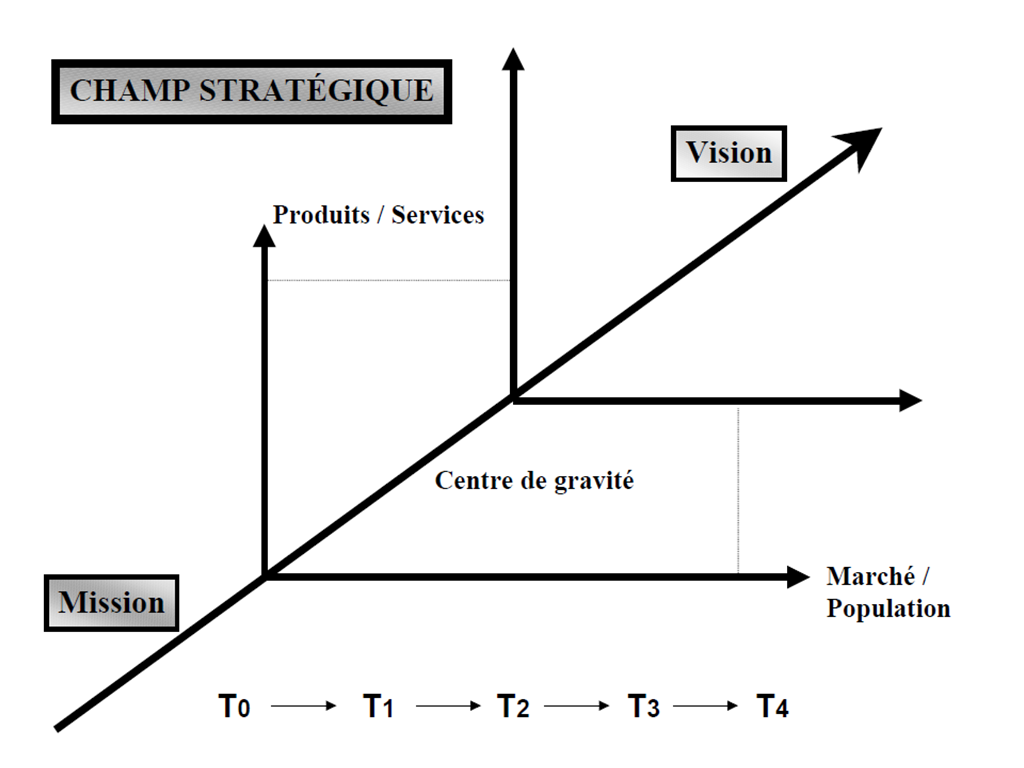 CHAMP STRATÉGIQUE
Vision
Produits / Services
Centre de gravité
Mission
Marché /
Population
T0 T1 T2 T3 T4